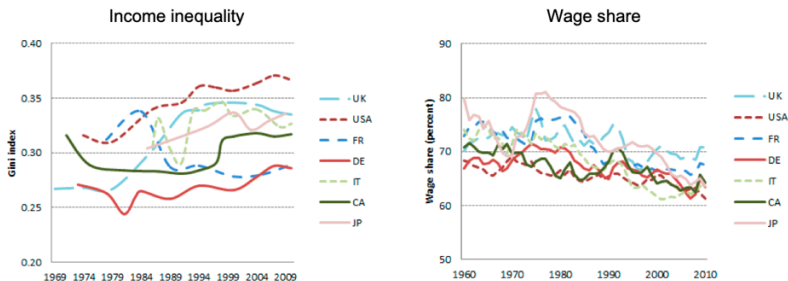 Income inequality
Gini index
0.40
0.35
0.30
0.25
0.20
1969 1974 1979 1984 1989 1994 1999 2004 2009
UK
USA
FR
DE
IT
CA
JP
Wage share
Wage share (percent)
90
80
70
60
50
1960 1970 1980 1990 2000 2010
UK
USA
FR
DE
IT
CA
JP